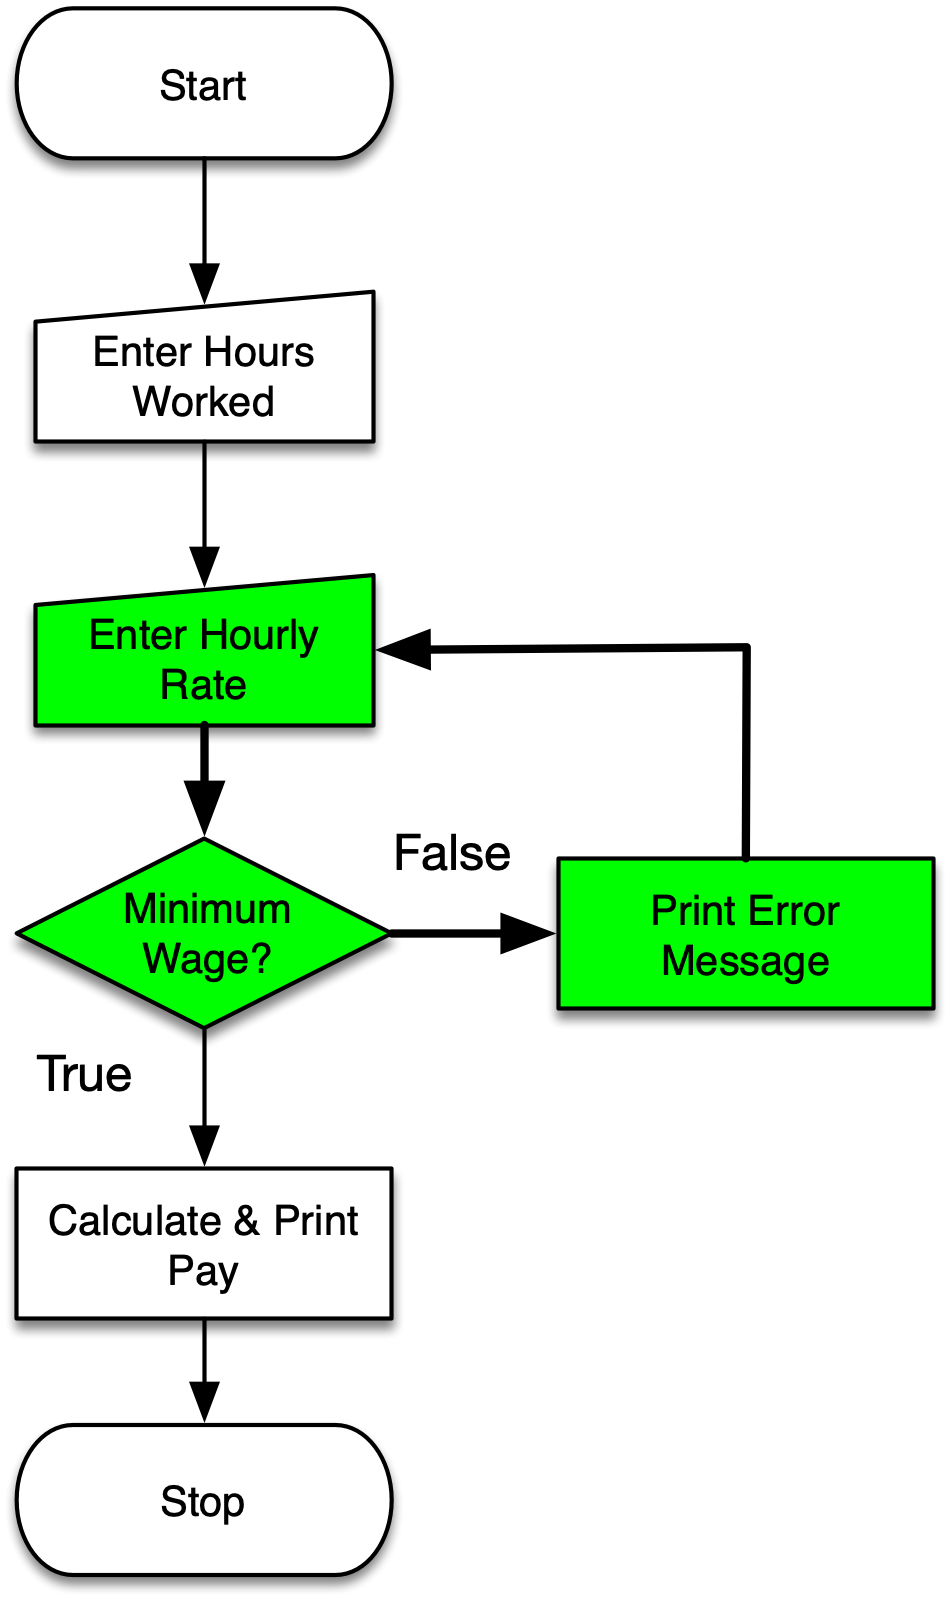 Start
Enter Hours
Worked
Enter Hourly
Rate
Minimum
Wage?
False
Print Error
Message
True
Calculate & Print
Pay
Stop